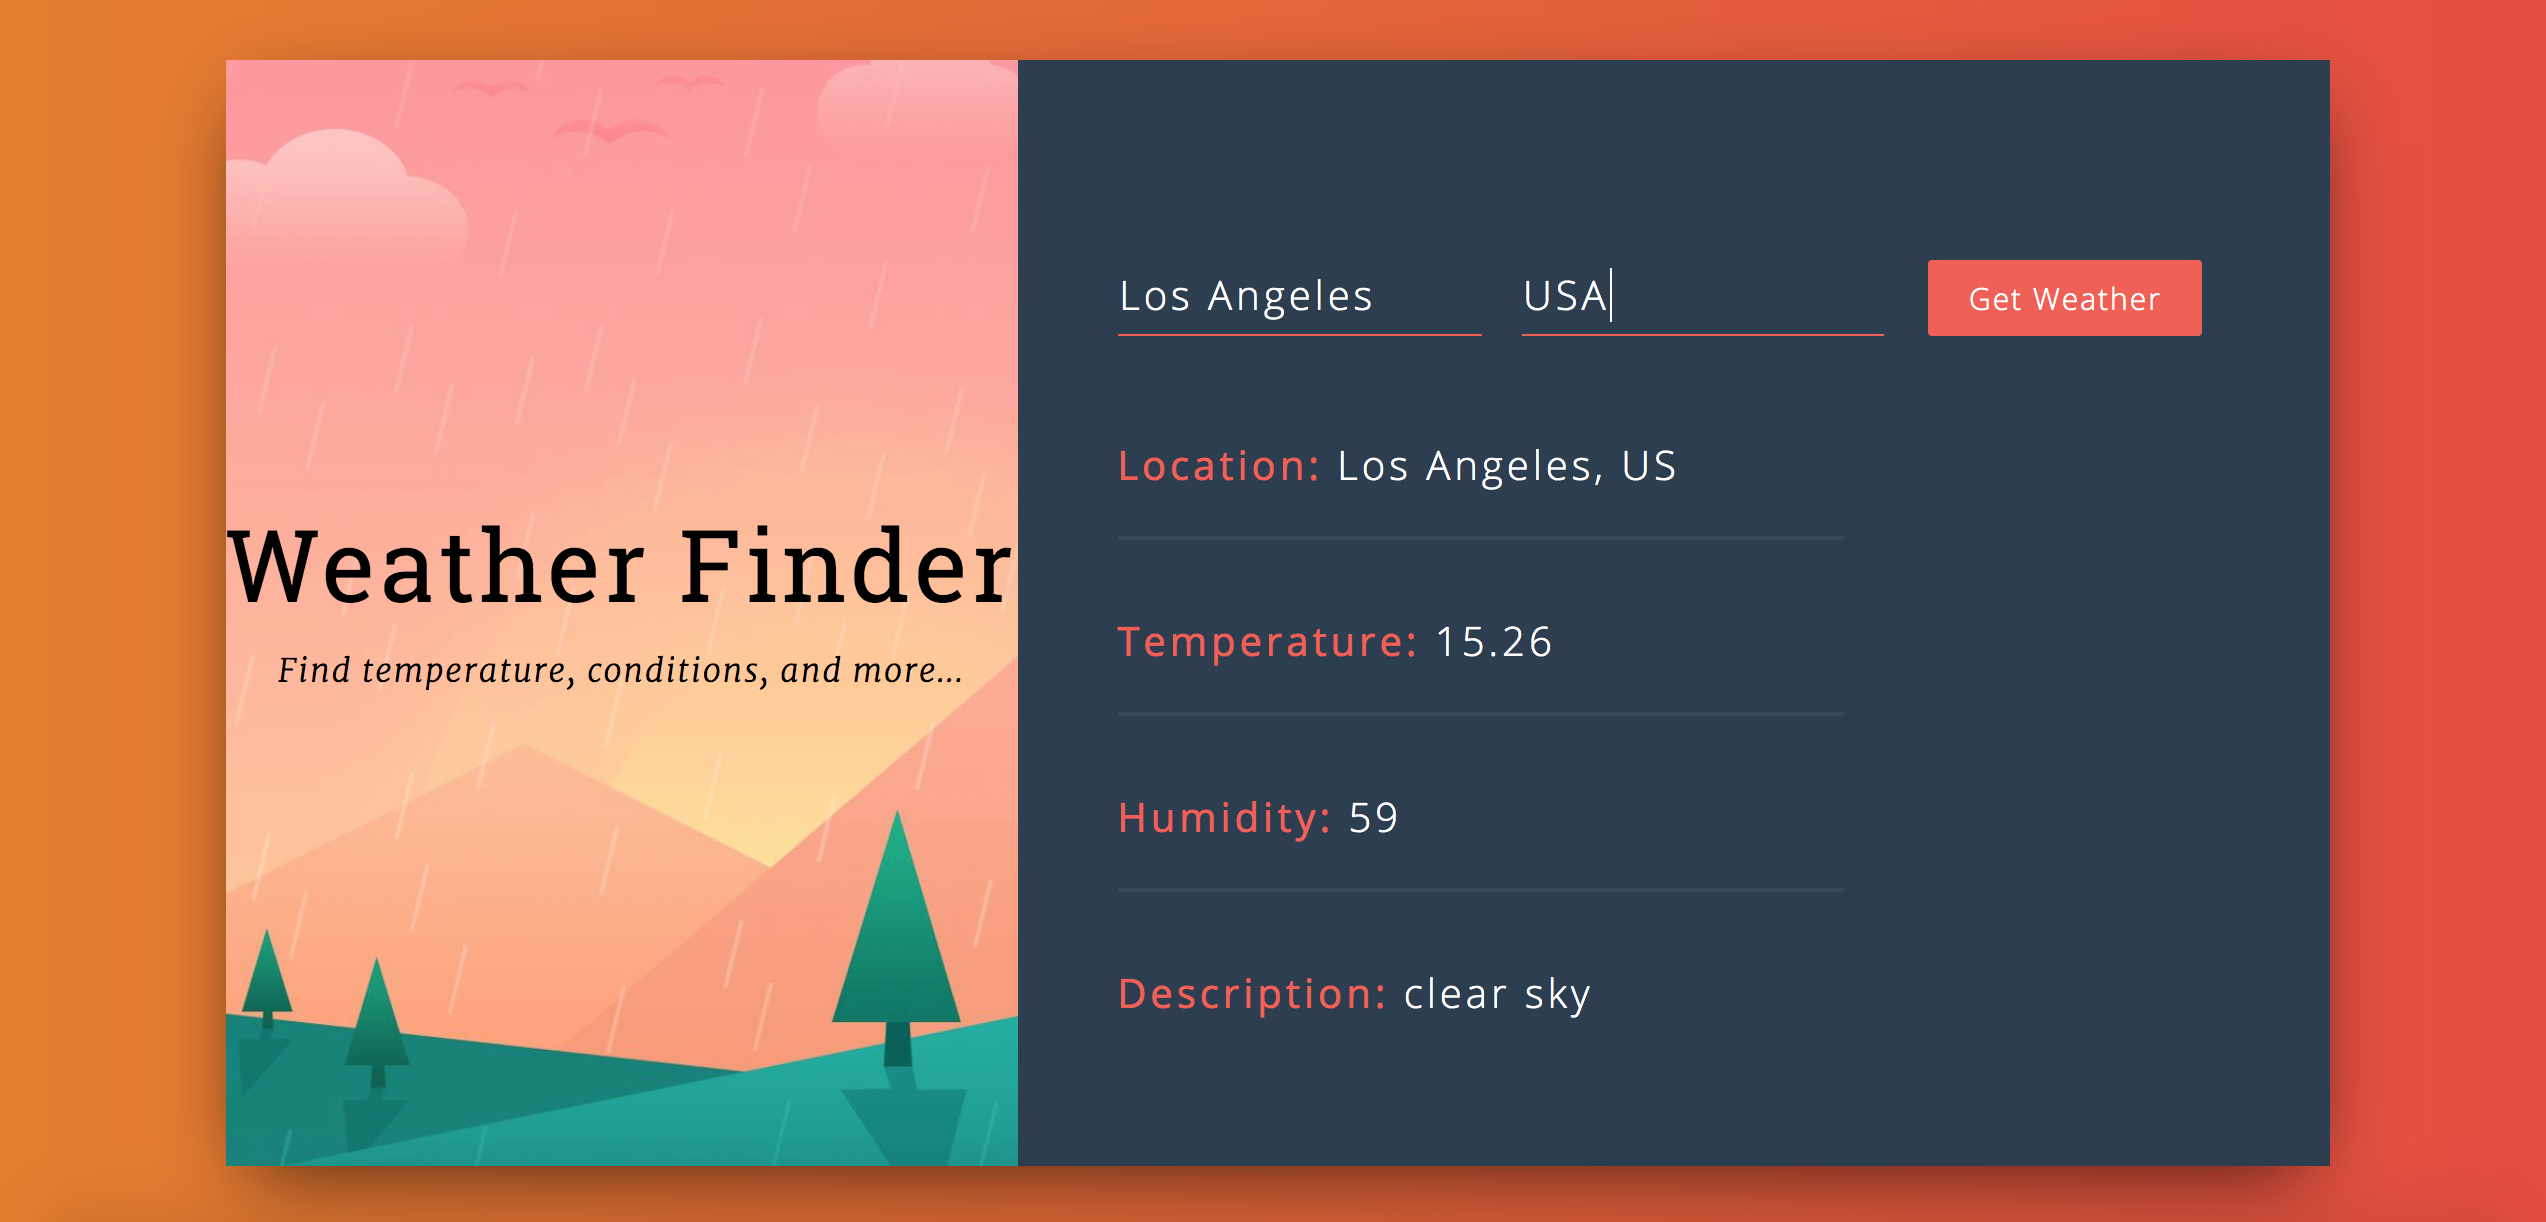 Weather Finder
Find temperature, conditions, and more...
Los Angeles
USA
Get Weather
Location: Los Angeles, US
Temperature: 15.26
Humidity: 59
Description: clear sky